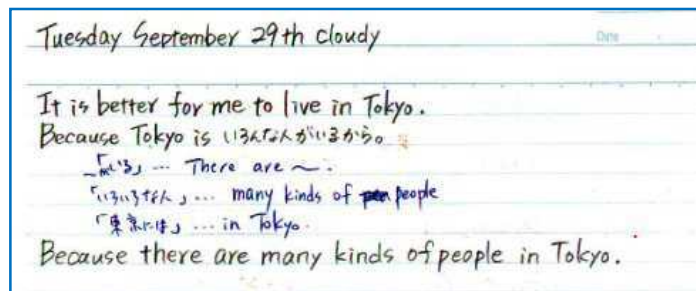 Tuesday September 29th cloudy
Date
It is better for me to live in Tokyo.
Because Tokyo is いろんな人がいるから。
「〜がいる」… There are 〜.
「いろいろな人」… many kinds of people
「東京には」… in Tokyo.
Because there are many kinds of people in Tokyo.